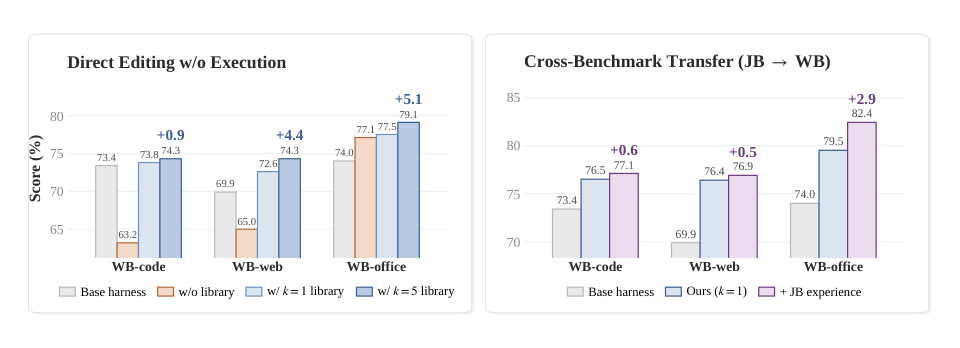 Direct Editing w/o Execution
Score (%)
80
75
70
65
+0.9
+4.4
+5.1
73.4
63.2
73.8
74.3
69.9
65.0
72.6
74.3
74.0
77.1
77.5
79.1
WB-code
WB-web
WB-office
Base harness
w/o library
w/ k = 1 library
w/ k = 5 library
Cross-Benchmark Transfer (JB → WB)
85
80
75
70
+0.6
+0.5
+2.9
73.4
76.5
77.1
69.9
76.4
76.9
74.0
79.5
82.4
WB-code
WB-web
WB-office
Base harness
Ours (k = 1)
+ JB experience